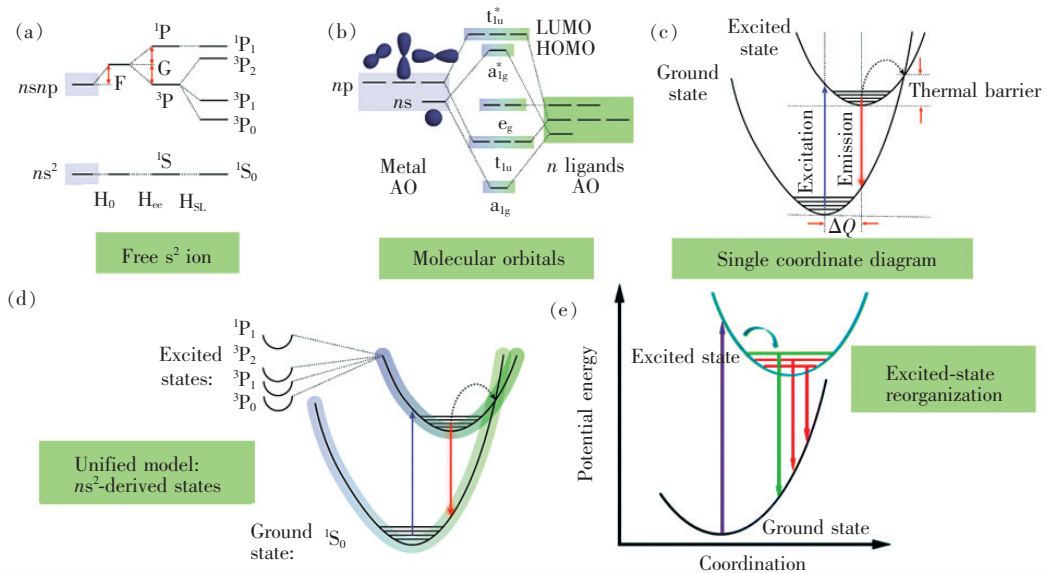 (a)
¹P
¹P₁
³P₂
F
G
nsnp
³P
³P₁
³P₀
¹S
ns²
¹S₀
H₀
Hₑₑ
H_SL
Free s² ion
(b)
t*₁ᵤ
LUMO
HOMO
a*₁g
np
ns
e_g
Metal
AO
t₁ᵤ
n ligands
AO
a₁g
Molecular orbitals
(c)
Excited
state
Ground
state
Thermal barrier
Excitation
Emission
ΔQ
Single coordinate diagram
(d)
¹P₁
Excited
states:
³P₂
³P₁
³P₀
Unified model:
ns²-derived states
Ground
state:
¹S₀
(e)
Potential energy
Excited state
Excited-state
reorganization
Ground state
Coordination